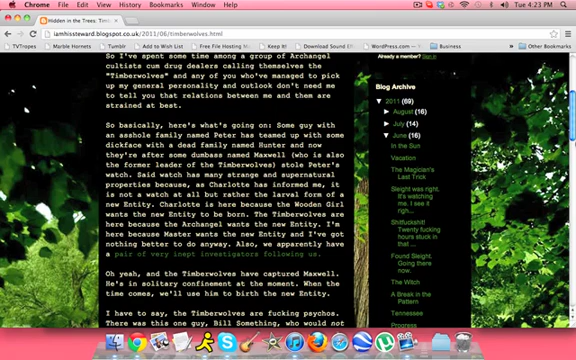 Chrome File Edit View History Bookmarks Window Help
Tue 4:23 PM
Hidden in the Trees: Tim
iamhissteward.blogspot.co.uk/2011/06/timberwolves.html
TVTropes Marble Hornets Tumblr Download Free Keep It! Download Sound Eff WordPress.com Business Other Bookmarks
So I've spent some time among a group of Archangel
cultists cum drug dealers calling themselves the
"Timberwolves" and any of you who've managed to pick
up my general personality and outlook don't need me
to tell you that relations between me and them are
strained at best.
So basically, here's what's going on: Some guy with
an asshole family named Peter has teamed up with some
dickface with a dead family named Hunter and now
they're after some dumbass named Maxwell (who is also
the former leader of the Timberwolves) stole Peter's
watch. Said watch has many strange and supernatural
properties because, as Charlotte has informed me, it
is not a watch at all but rather the larval form of a
new Entity. Charlotte is here because the Wooden Girl
wants the new Entity to be born. The Timberwolves are
here because the Archangel wants the new Entity. I'm
here because Master wants the new Entity and I've got
nothing better to do anyway. Also, we apparently have
a pair of very inept investigators following us.
Oh yeah, and the Timberwolves have captured Maxwell.
He's in solitary confinement at the moment. When the
time comes, we'll use him to birth the new Entity.
I have to say, the Timberwolves are fucking psychos.
There was this one guy, Bill Something, who would not
Already a member? Sign in
Blog Archive
▼ 2011 (69)
► August (16)
► July (14)
▼ June (16)
In the Sun
Vacation
The Magician's
Last Trick
Sleight was right.
It's watching
me. I see it
righ...
Shitfuckshit!
Twenty fucking
hours stuck in
that ...
Found Sleight.
Going there
now.
The Witch
A Break in the
Pattern
Tennessee
Progress